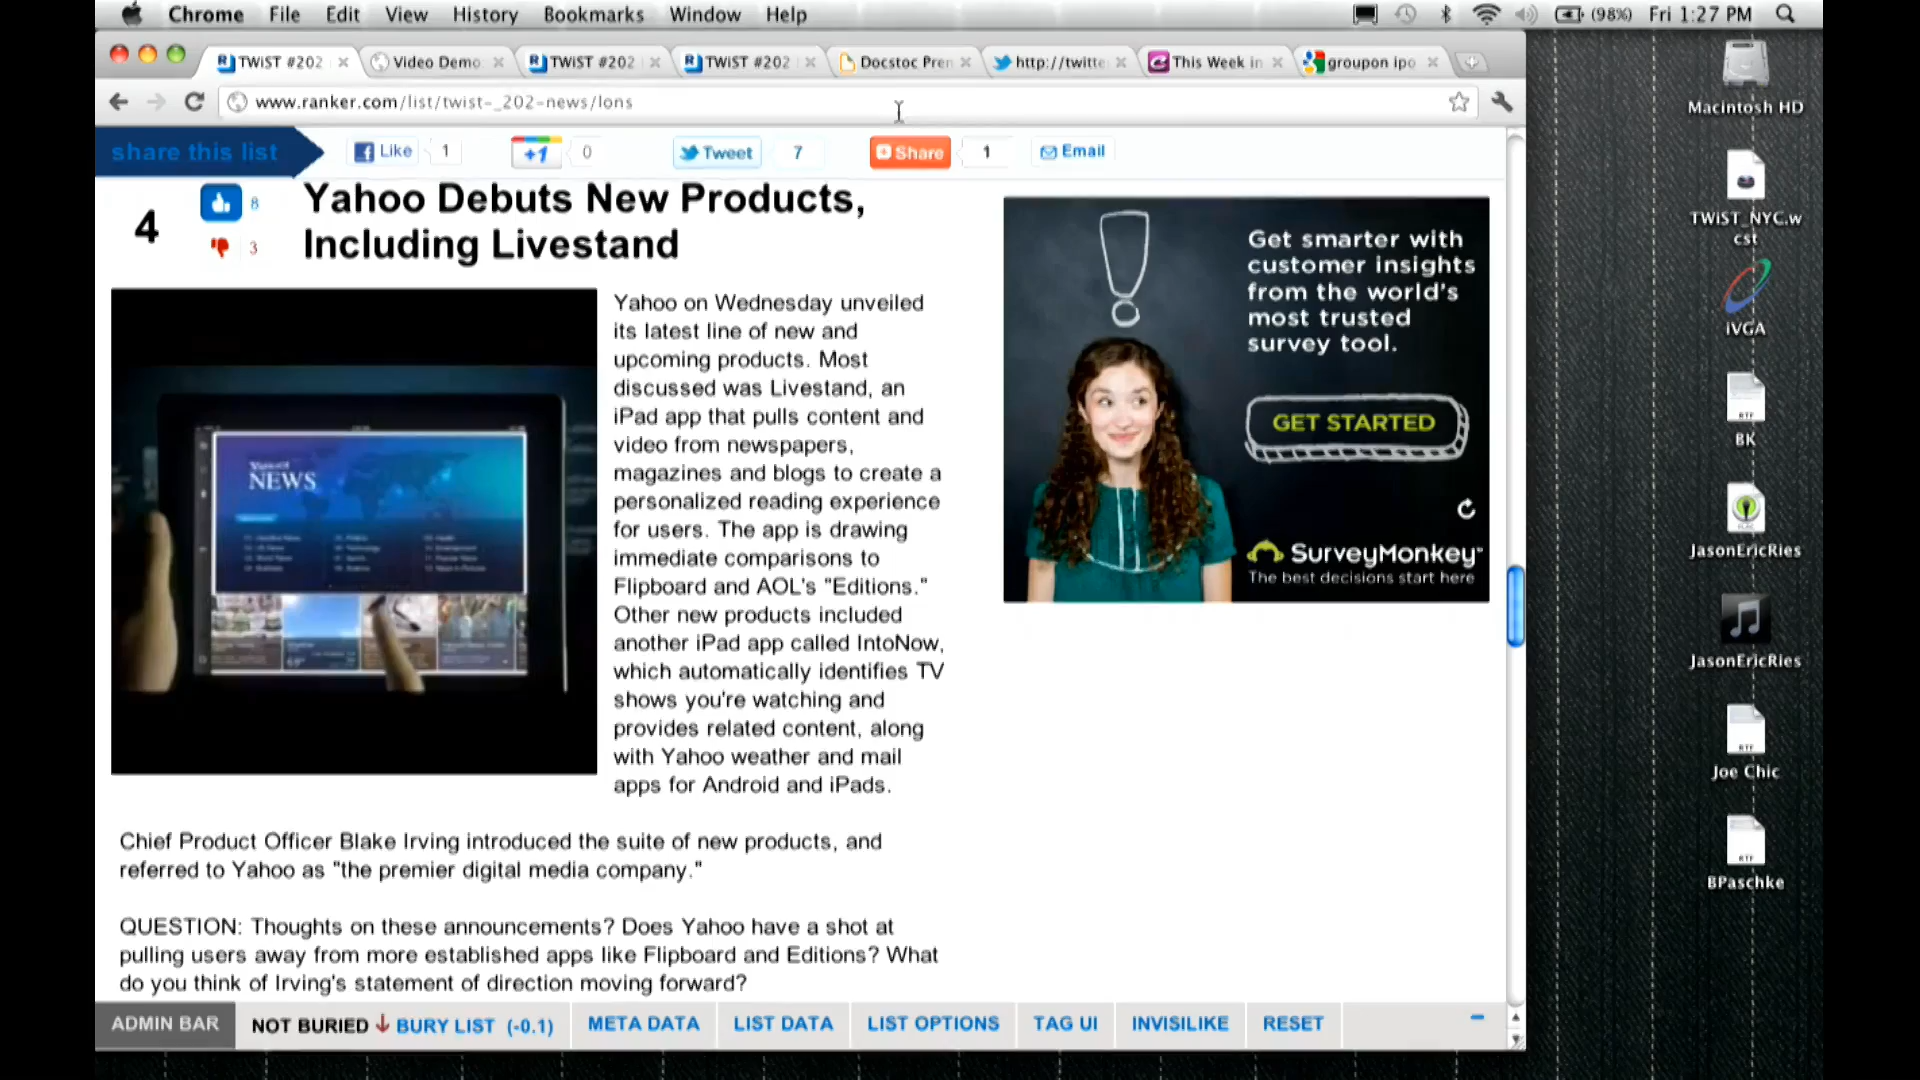 Chrome File Edit View History Bookmarks Window Help (98%) Fri 1:27 PM
TWiST #202 Video Demo TWiST #202 TWiST #202 Docstoc Pren http://twitte This Week in groupon ipo
www.ranker.com/list/twist-_202-news/lons
share this list Like 1 +1 0 Tweet 7 Share 1 Email
4 8 3
Yahoo Debuts New Products,
Including Livestand
YAHOO!
NEWS
Yahoo on Wednesday unveiled
its latest line of new and
upcoming products. Most
discussed was Livestand, an
iPad app that pulls content and
video from newspapers,
magazines and blogs to create a
personalized reading experience
for users. The app is drawing
immediate comparisons to
Flipboard and AOL's "Editions."
Other new products included
another iPad app called IntoNow,
which automatically identifies TV
shows you're watching and
provides related content, along
with Yahoo weather and mail
apps for Android and iPads.
Chief Product Officer Blake Irving introduced the suite of new products, and
referred to Yahoo as "the premier digital media company."
QUESTION: Thoughts on these announcements? Does Yahoo have a shot at
pulling users away from more established apps like Flipboard and Editions? What
do you think of Irving's statement of direction moving forward?
Get smarter with
customer insights
from the world's
most trusted
survey tool.
GET STARTED
SurveyMonkey
The best decisions start here
ADMIN BAR NOT BURIED BURY LIST (-0.1) META DATA LIST DATA LIST OPTIONS TAG UI INVISILIKE RESET
Macintosh HD
TWiST_NYC.w
cst
iVGA
RTF
BK
FLAC
JasonEricRies
JasonEricRies
RTF
Joe Chic
RTF
BPaschke